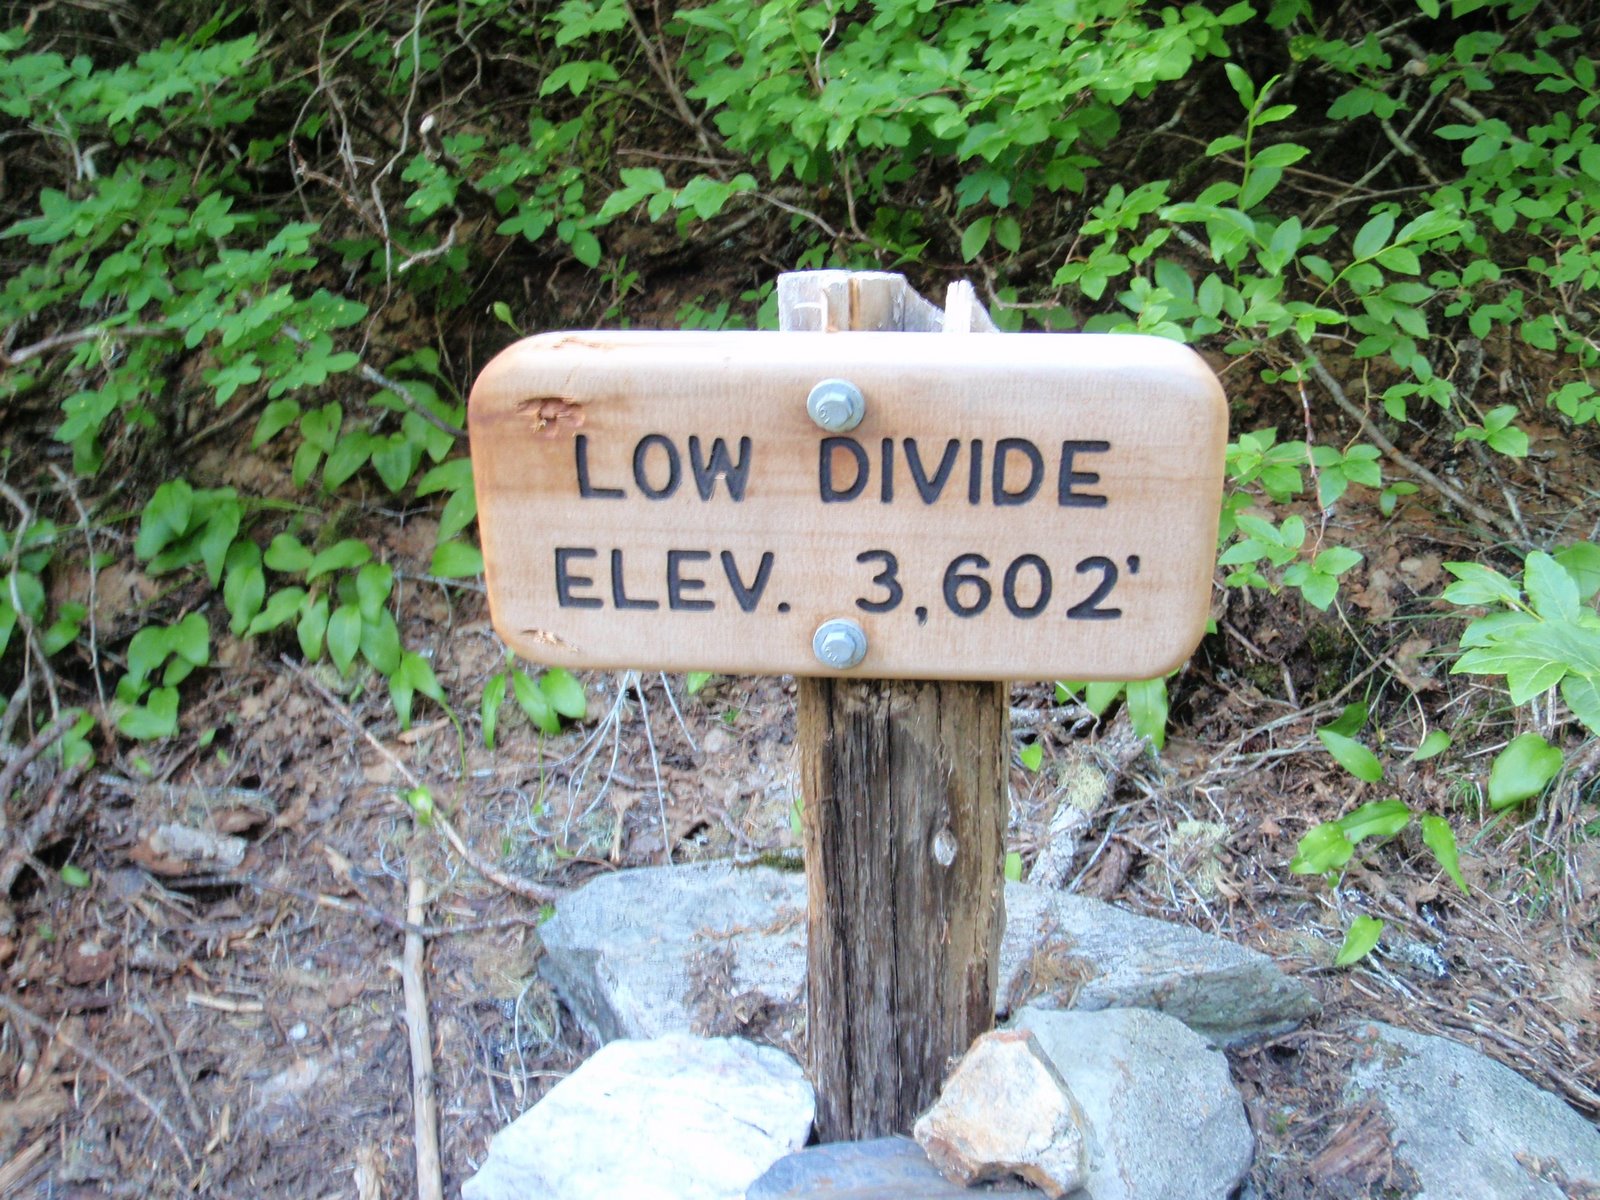 LOW DIVIDE
ELEV. 3,602'